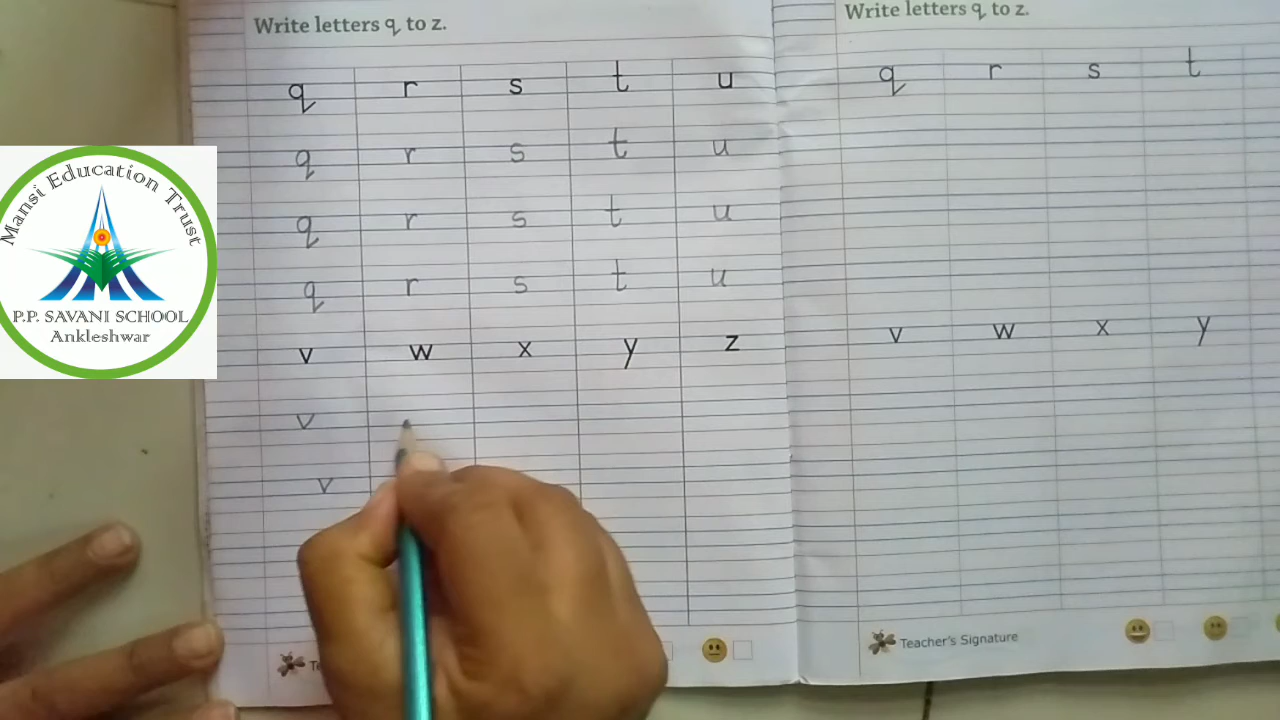 Write letters q to z.
q r s t u
q r s t u
q r s t u
q r s t u
v w x y z
v
v
Write letters q to z.
q r s t
v w x y
Teacher's Signature
Mansi Education Trust
P.P. SAVANI SCHOOL
Ankleshwar